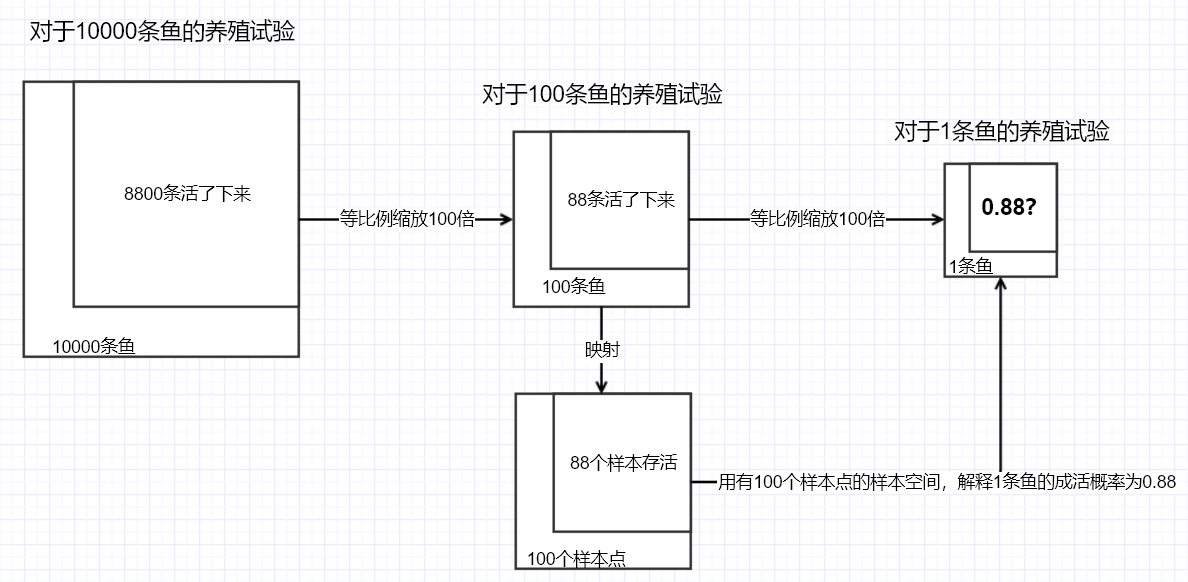 对于10000条鱼的养殖试验
8800条活了下来
10000条鱼
等比例缩放100倍
对于100条鱼的养殖试验
88条活了下来
100条鱼
等比例缩放100倍
对于1条鱼的养殖试验
0.88?
1条鱼
映射
88个样本存活
100个样本点
用有100个样本点的样本空间，解释1条鱼的成活概率为0.88